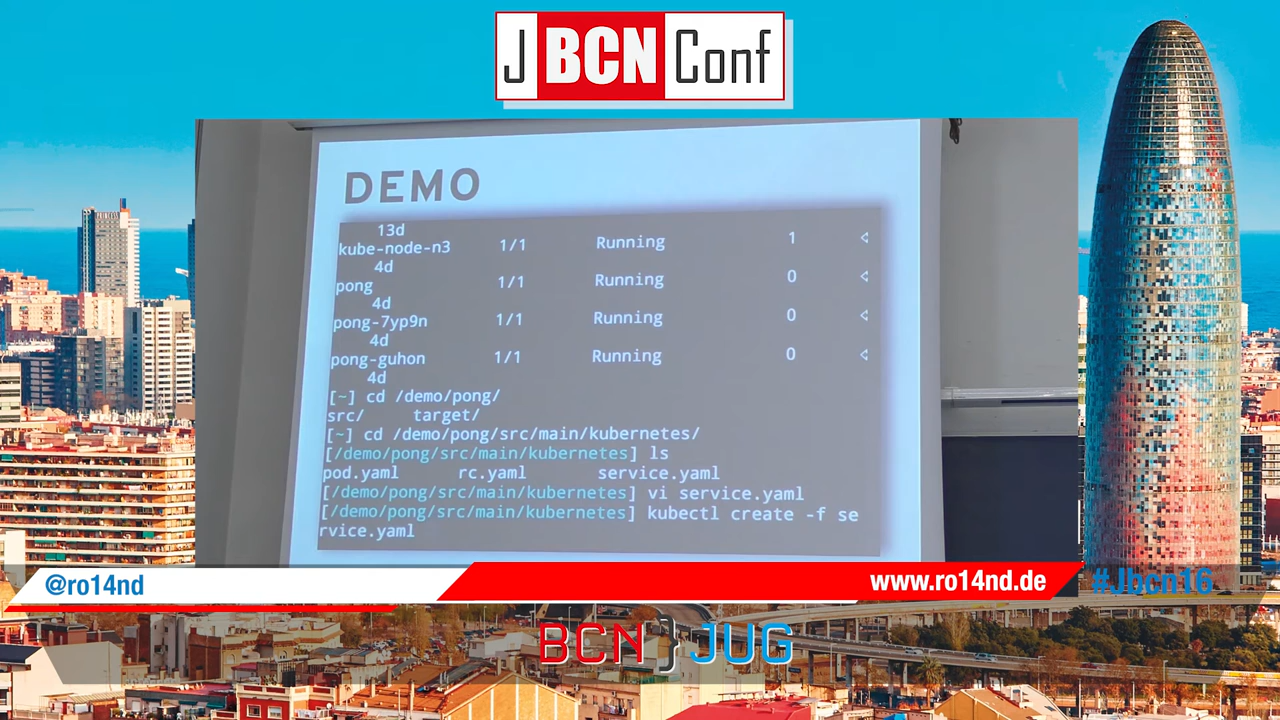 JBCNConf
DEMO
13d
kube-node-n3 1/1 Running 1
4d
pong 1/1 Running 0
4d
pong-7yp9n 1/1 Running 0
4d
pong-guhon 1/1 Running 0
4d
[~] cd /demo/pong/
src/ target/
[~] cd /demo/pong/src/main/kubernetes/
[/demo/pong/src/main/kubernetes] ls
pod.yaml rc.yaml service.yaml
[/demo/pong/src/main/kubernetes] vi service.yaml
[/demo/pong/src/main/kubernetes] kubectl create -f se
rvice.yaml
@ro14nd
www.ro14nd.de
#Jbcn16
BCN JUG